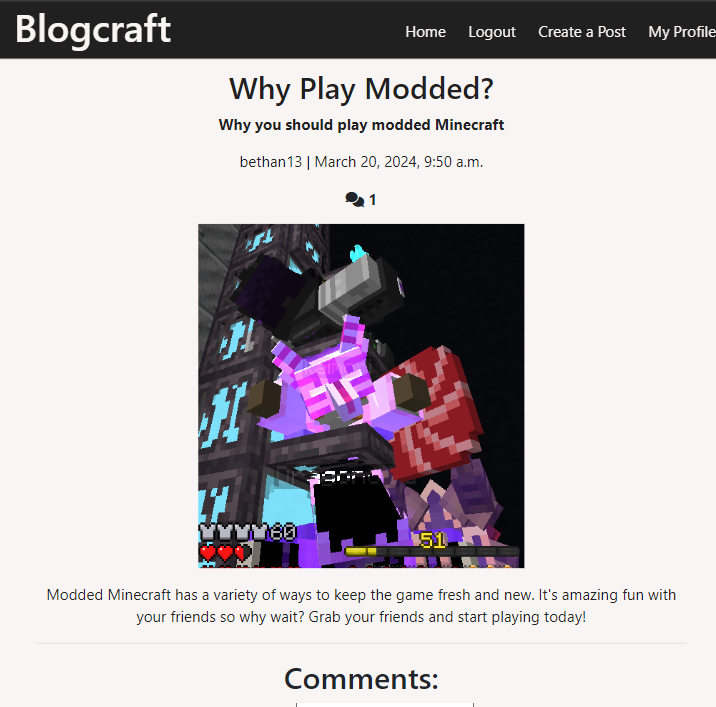 Blogcraft
Home Logout Create a Post My Profile
Why Play Modded?
Why you should play modded Minecraft
bethan13 | March 20, 2024, 9:50 a.m.
1
60
51
Modded Minecraft has a variety of ways to keep the game fresh and new. It's amazing fun with
your friends so why wait? Grab your friends and start playing today!
Comments: